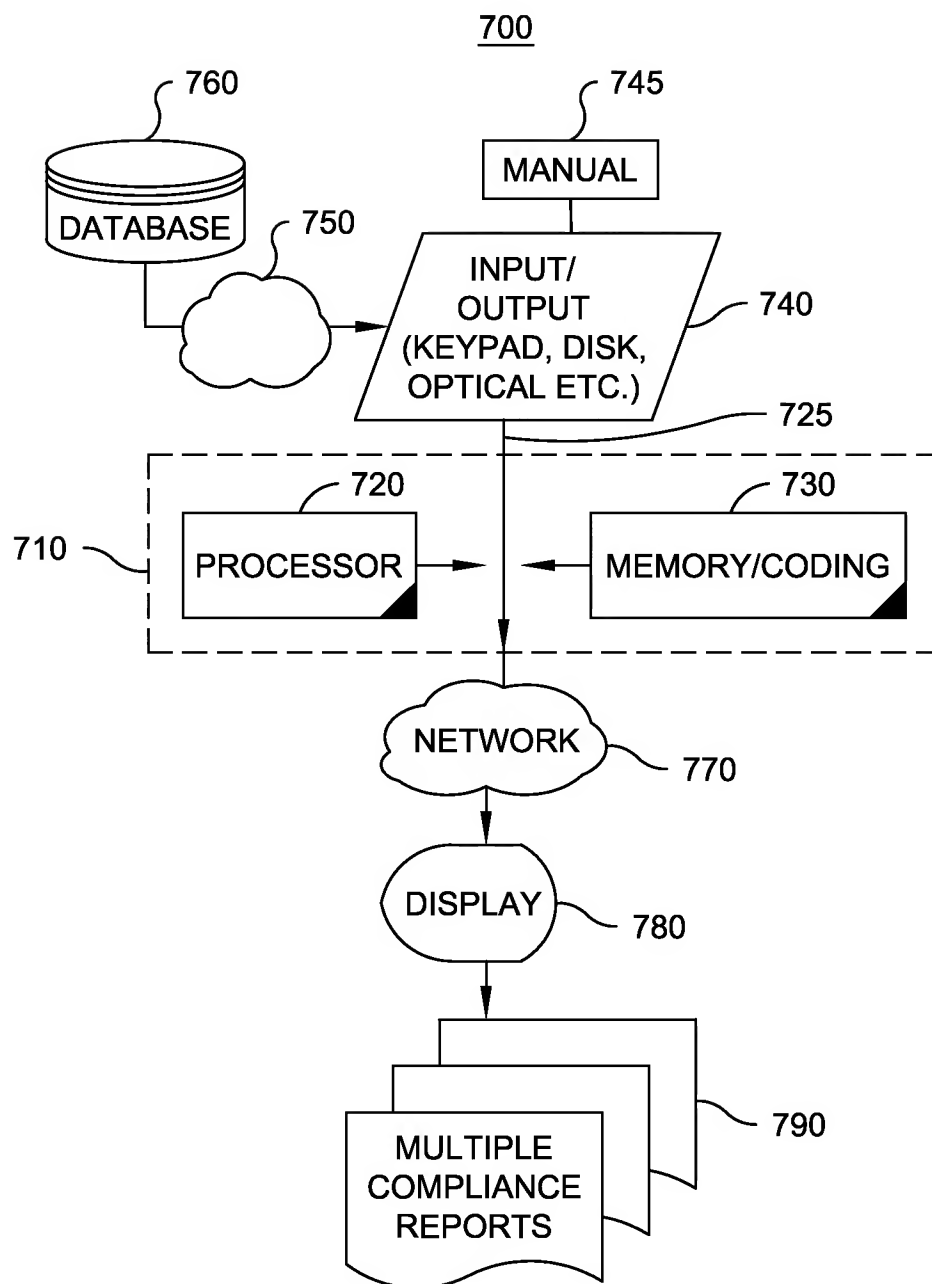 700
760
745
MANUAL
DATABASE
750
INPUT/
OUTPUT
(KEYPAD, DISK,
OPTICAL ETC.)
740
725
720
730
710
PROCESSOR
MEMORY/CODING
NETWORK
770
DISPLAY
780
790
MULTIPLE
COMPLIANCE
REPORTS